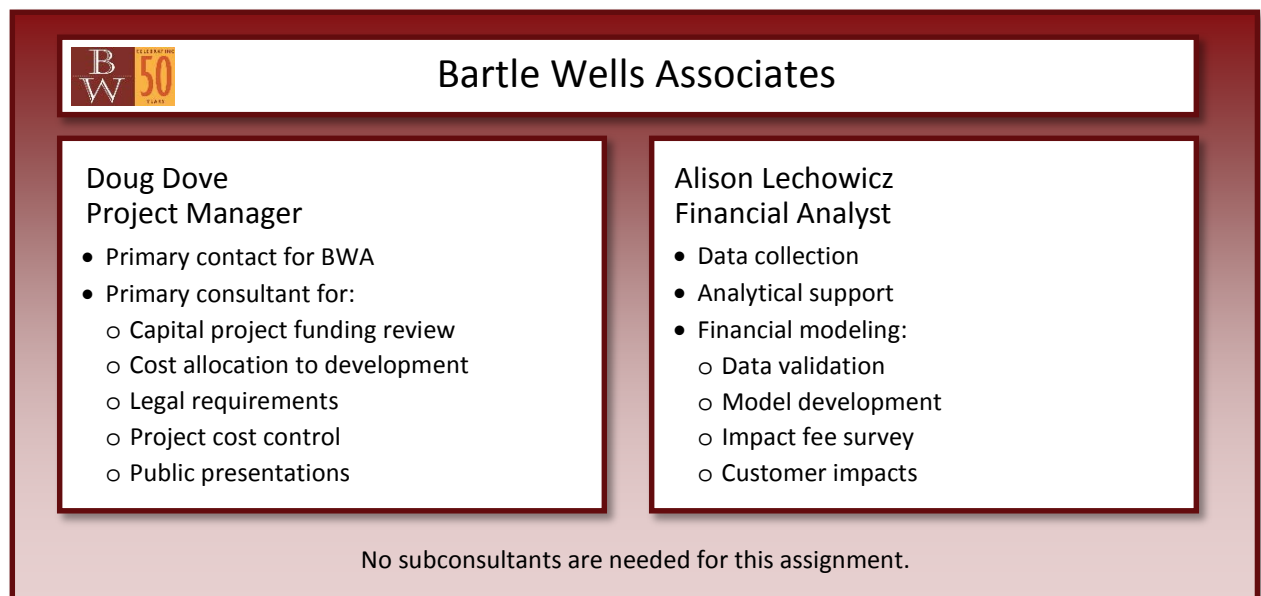 B
W
CELEBRATING
50
YEARS
Bartle Wells Associates
Doug Dove
Project Manager
• Primary contact for BWA
• Primary consultant for:
o Capital project funding review
o Cost allocation to development
o Legal requirements
o Project cost control
o Public presentations
Alison Lechowicz
Financial Analyst
• Data collection
• Analytical support
• Financial modeling:
o Data validation
o Model development
o Impact fee survey
o Customer impacts
No subconsultants are needed for this assignment.